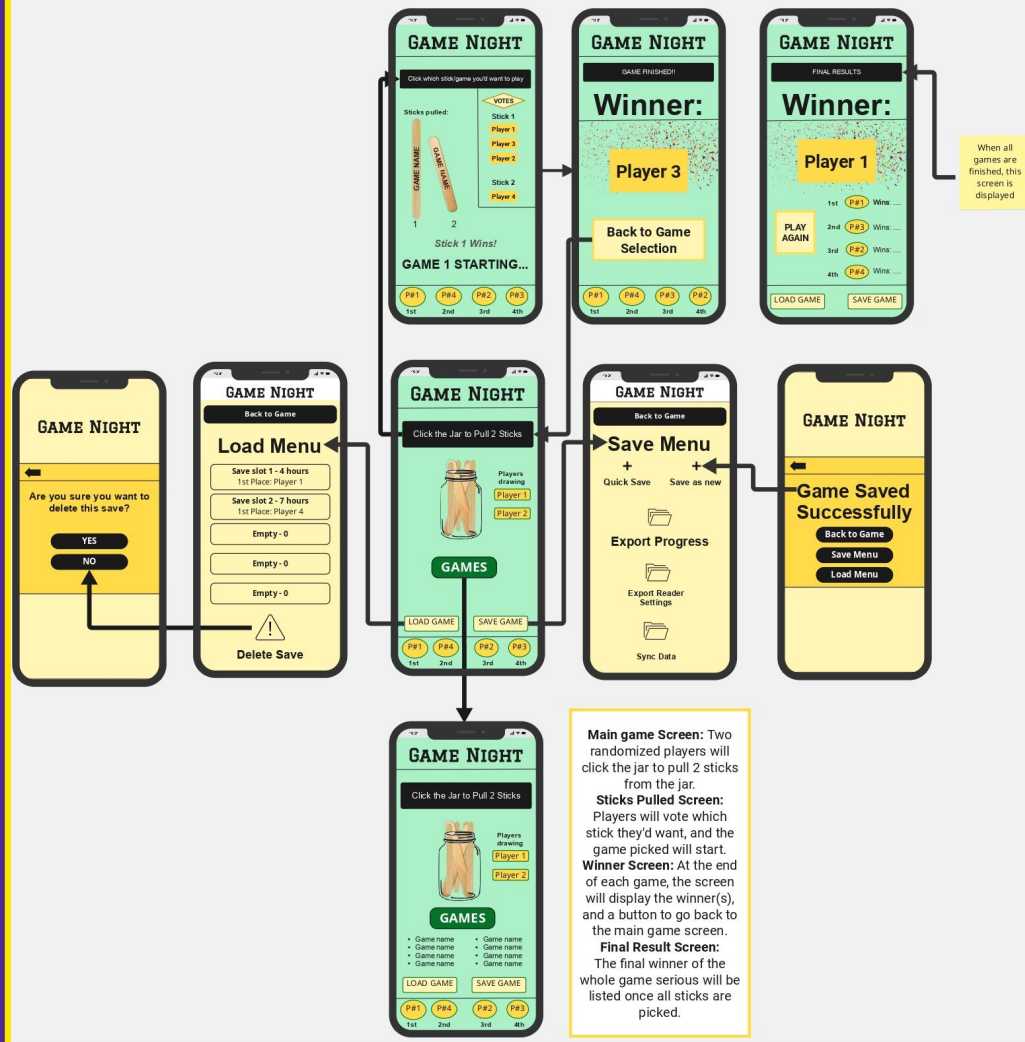 GAME NIGHT
Click which stick/game you'd want to play
Sticks pulled:
GAME NAME
GAME NAME
1 2
VOTES
Stick 1
Player 1
Player 3
Player 2
Stick 2
Player 4
Stick 1 Wins!
GAME 1 STARTING...
P#1 P#4 P#2 P#3
1st 2nd 3rd 4th
GAME NIGHT
GAME FINISHED!!
Winner:
Player 3
Back to Game
Selection
P#1 P#4 P#3 P#2
1st 2nd 3rd 4th
GAME NIGHT
FINAL RESULTS
Winner:
Player 1
1st P#1 Wins: ....
2nd P#3 Wins: ....
3rd P#2 Wins: ....
4th P#4 Wins: ....
PLAY
AGAIN
LOAD GAME SAVE GAME
When all
games are
finished, this
screen is
displayed
GAME NIGHT
Are you sure you want to
delete this save?
YES
NO
GAME NIGHT
Back to Game
Load Menu
Save slot 1 - 4 hours
1st Place: Player 1
Save slot 2 - 7 hours
1st Place: Player 4
Empty - 0
Empty - 0
Empty - 0
Delete Save
GAME NIGHT
Click the Jar to Pull 2 Sticks
Players
drawing
Player 1
Player 2
GAMES
LOAD GAME SAVE GAME
P#1 P#4 P#2 P#3
1st 2nd 3rd 4th
GAME NIGHT
Back to Game
Save Menu
+ +
Quick Save Save as new
Export Progress
Export Reader
Settings
Sync Data
GAME NIGHT
Game Saved
Successfully
Back to Game
Save Menu
Load Menu
GAME NIGHT
Click the Jar to Pull 2 Sticks
Players
drawing
Player 1
Player 2
GAMES
• Game name • Game name
• Game name • Game name
• Game name • Game name
• Game name • Game name
LOAD GAME SAVE GAME
P#1 P#4 P#2 P#3
1st 2nd 3rd 4th
Main game Screen: Two
randomized players will
click the jar to pull 2 sticks
from the jar.
Sticks Pulled Screen:
Players will vote which
stick they'd want, and the
game picked will start.
Winner Screen: At the end
of each game, the screen
will display the winner(s),
and a button to go back to
the main game screen.
Final Result Screen:
The final winner of the
whole game serious will be
listed once all sticks are
picked.